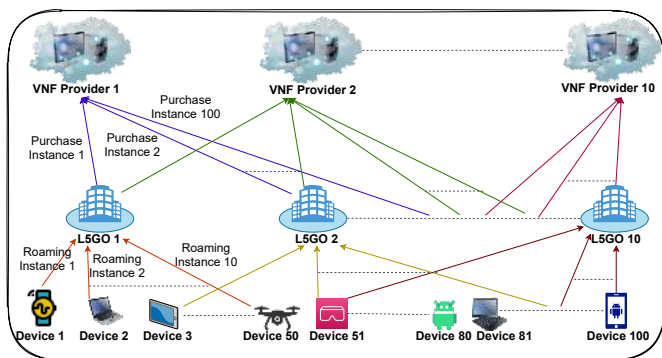 VNF Provider 1
VNF Provider 2
VNF Provider 10
Purchase
Instance 100
Purchase
Instance 1
Purchase
Instance 2
L5GO 1
L5GO 2
L5GO 10
Roaming
Instance 1
Roaming
Instance 2
Roaming
Instance 10
Device 1
Device 2
Device 3
Device 50
Device 51
Device 80
Device 81
Device 100